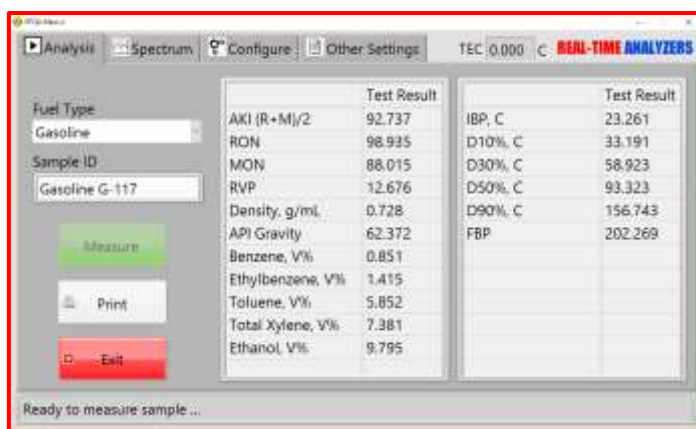 Analysis Spectrum Configure Other Settings TEC 0.000 C REAL-TIME ANALYZERS
Fuel Type
Gasoline
Sample ID
Gasoline G-117
Measure
Print
Exit
Test Result
AKI (R+M)/2 92.737
RON 98.935
MON 88.015
RVP 12.676
Density, g/mL 0.728
API Gravity 62.372
Benzene, V% 0.851
Ethylbenzene, V% 1.415
Toluene, V% 5.852
Total Xylene, V% 7.381
Ethanol, V% 9.795
Test Result
IBP, C 23.261
D10%, C 33.191
D30%, C 58.923
D50%, C 93.323
D90%, C 156.743
FBP 202.269
Ready to measure sample ...